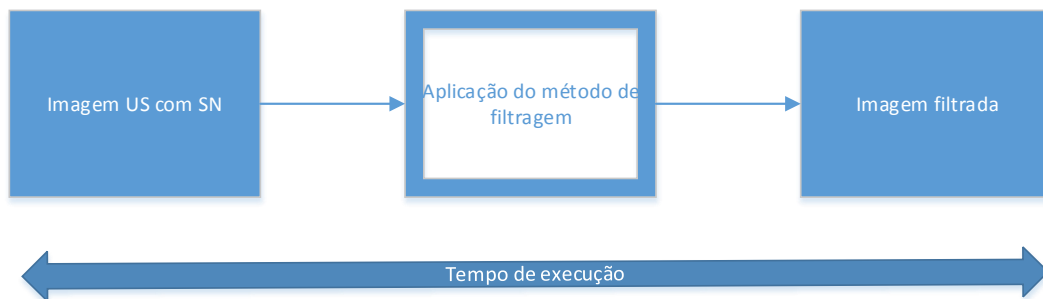 Imagem US com SN
Aplicação do método de
filtragem
Imagem filtrada
Tempo de execução